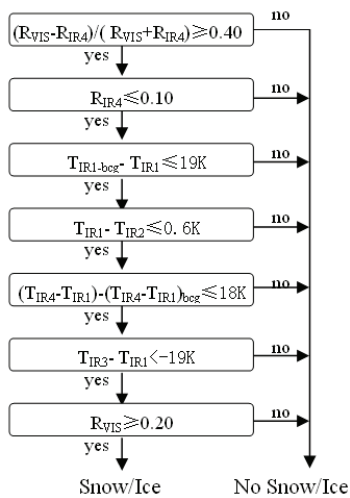 (R_VIS-R_IR4)/( R_VIS+R_IR4)≥0.40 no
yes
R_IR4≤0.10 no
yes
T_IR1-bcg- T_IR1 ≤19K no
yes
T_IR1- T_IR2 ≤0. 6K no
yes
(T_IR4-T_IR1)-(T_IR4-T_IR1)_bcg≤18K no
yes
T_IR3- T_IR1<-19K no
yes
R_VIS≥0.20 no
yes
Snow/Ice No Snow/Ice